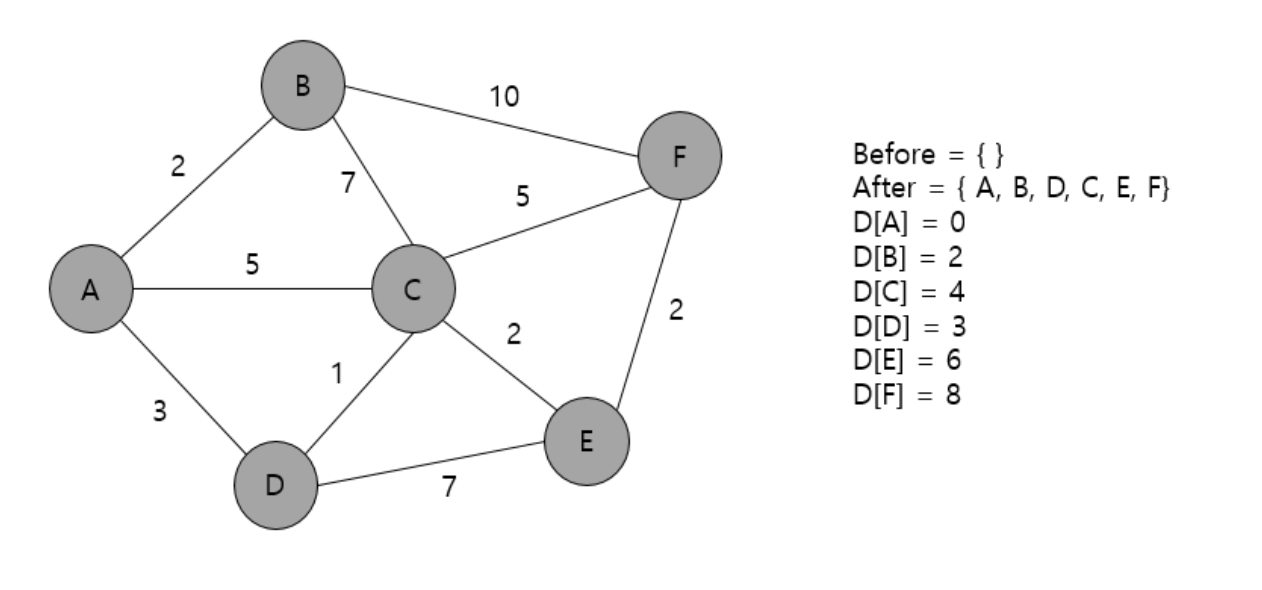 B
10
F
2
7
5
A
5
C
2
2
1
3
E
D
7
Before = { }
After = { A, B, D, C, E, F}
D[A] = 0
D[B] = 2
D[C] = 4
D[D] = 3
D[E] = 6
D[F] = 8